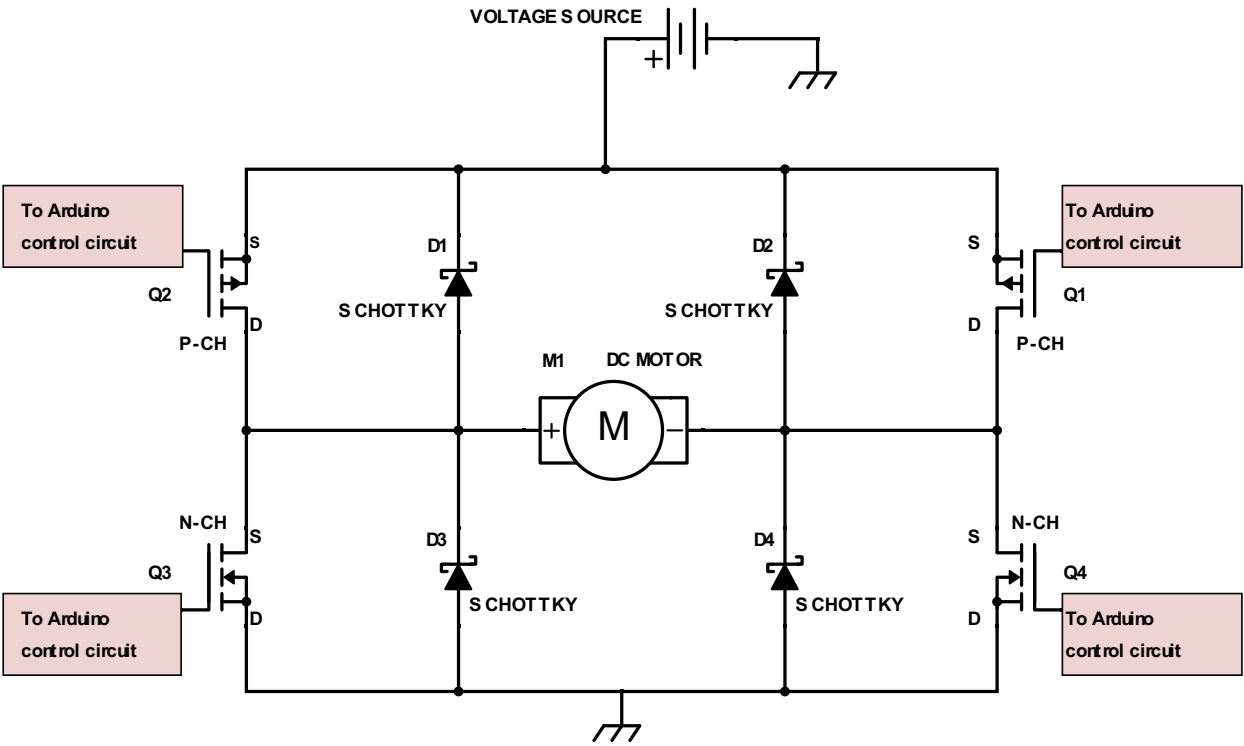 VOLTAGE SOURCE
+
To Arduino
control circuit
To Arduino
control circuit
S
D1
D2
S
Q2
SCHOTTKY
SCHOTTKY
Q1
D
D
P-CH
P-CH
M1
DC MOTOR
+
M
−
N-CH
N-CH
S
D3
D4
S
Q3
Q4
SCHOTTKY
SCHOTTKY
To Arduino
control circuit
D
D
To Arduino
control circuit